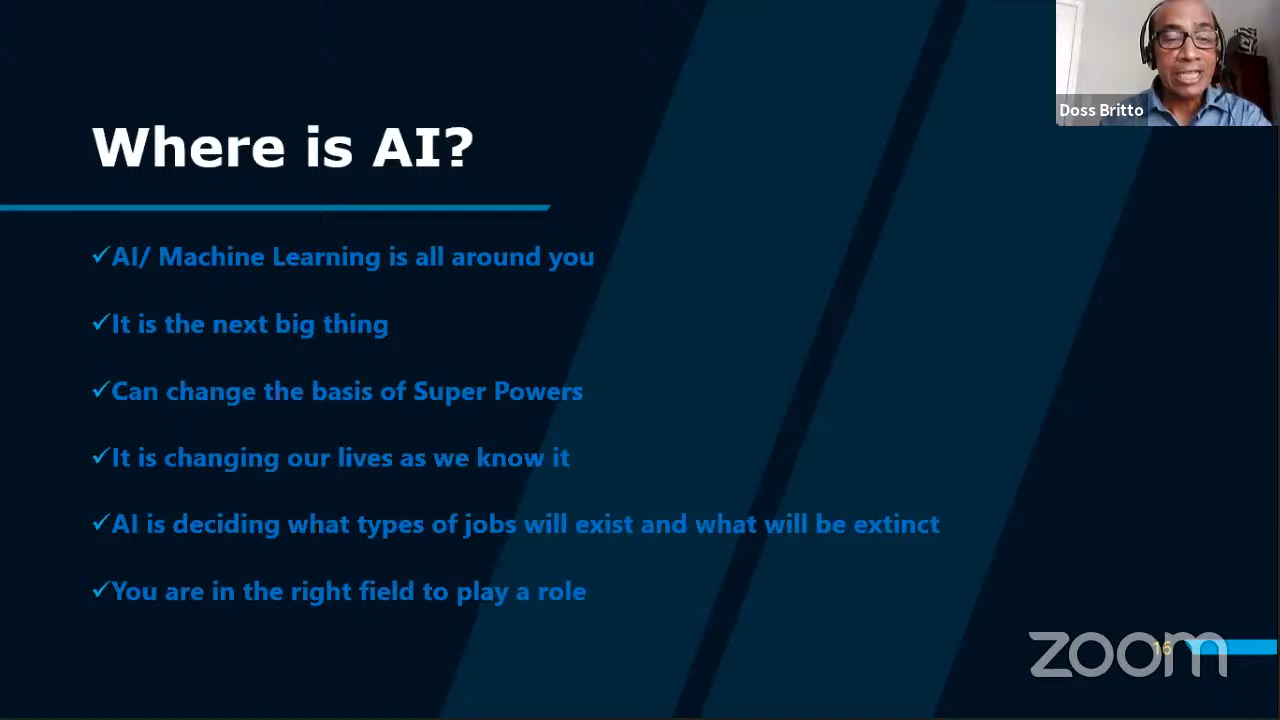 Doss Britto
Where is AI?
✓AI/ Machine Learning is all around you
✓It is the next big thing
✓Can change the basis of Super Powers
✓It is changing our lives as we know it
✓AI is deciding what types of jobs will exist and what will be extinct
✓You are in the right field to play a role
16
zoom